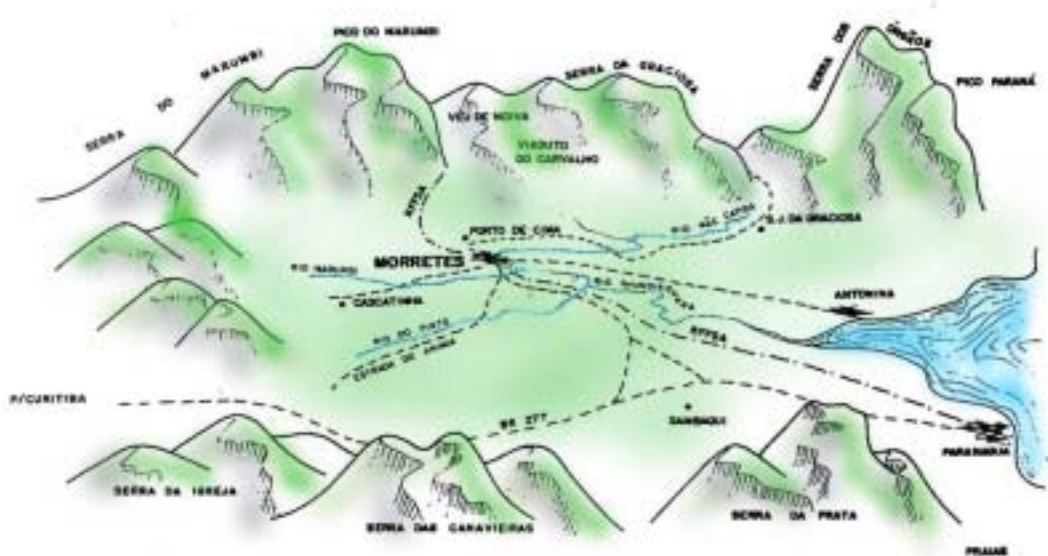 PICO DO MARUMBI
SERRA DO MARUMBI
SERRA DA GRACIOSA
SERRA DOS ÓRGÃOS
PICO PARANÁ
VÉU DE NOIVA
VIADUTO
DO CARVALHO
RFFSA
PORTO DE CIMA
S.J. DA GRACIOSA
MORRETES
RIO MARUMBI
CASCATINHA
ANTONINA
RIO DO PINTO
ESTRADA DE
RFFSA
P/CURITIBA
BR 277
SAMBAQUI
PARANAGUÁ
SERRA DA IGREJA
SERRA DAS CANAVIEIRAS
SERRA DA PRATA